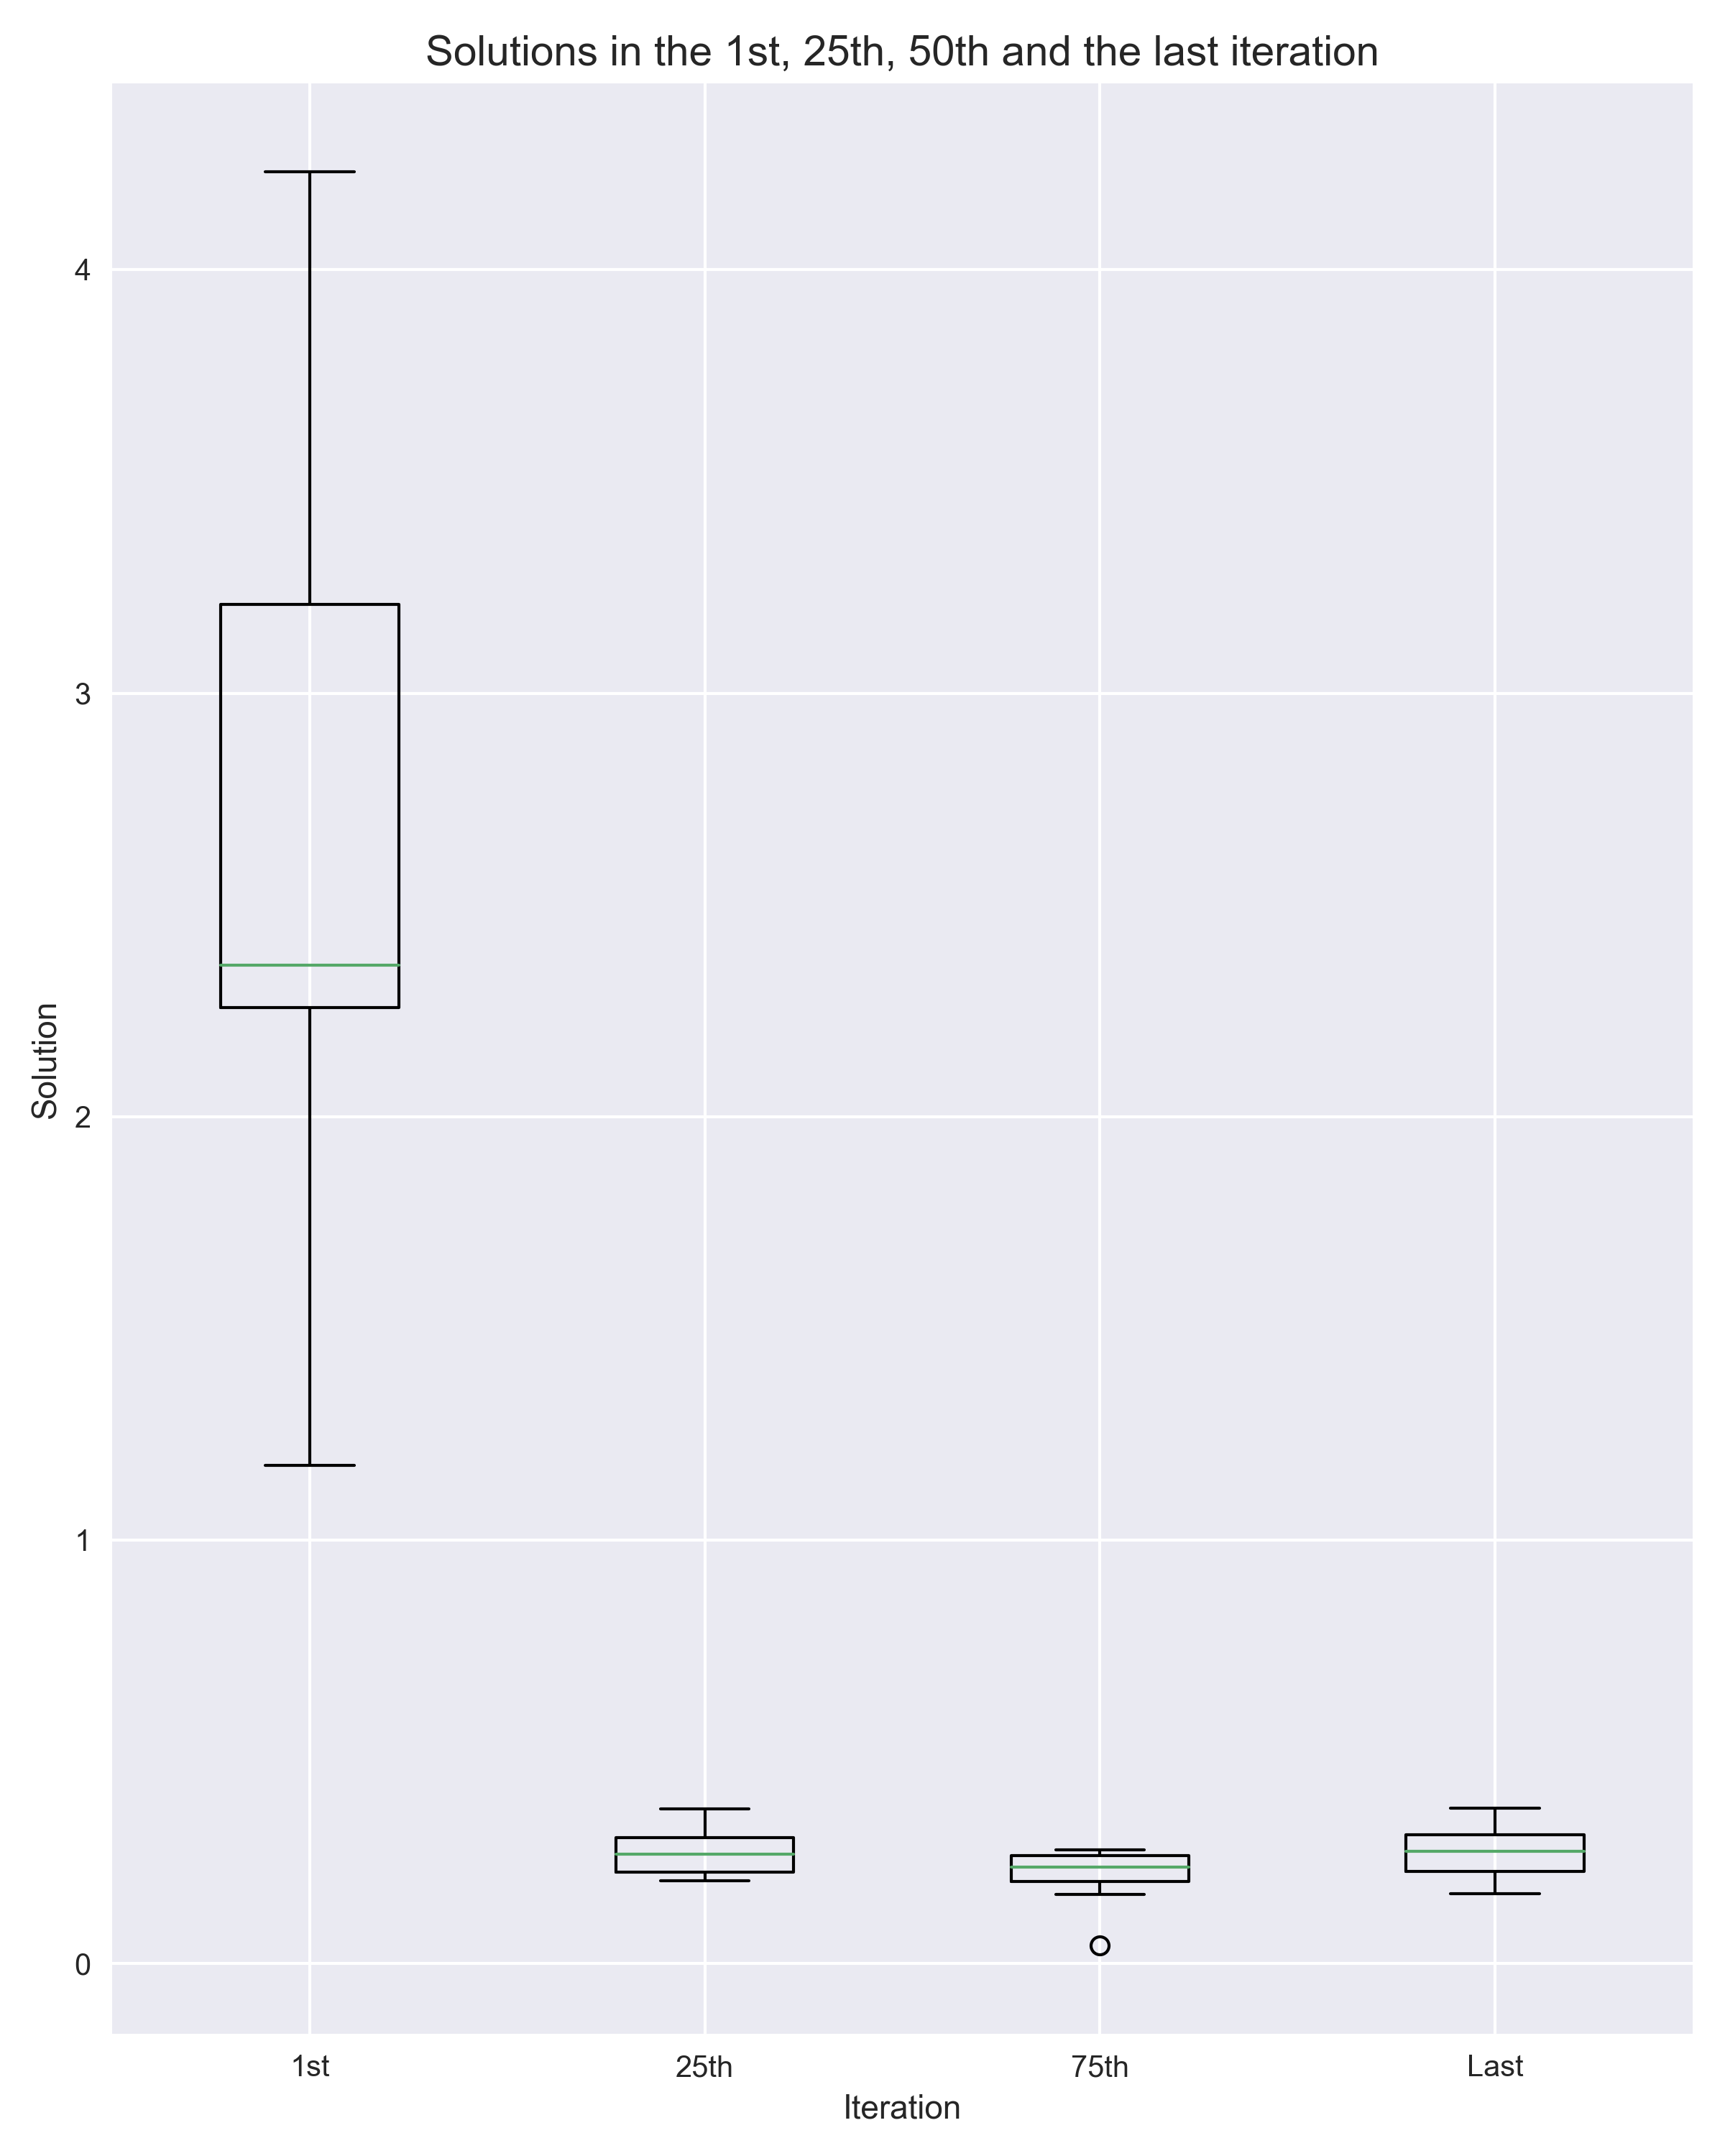 Solutions in the 1st, 25th, 50th and the last iteration
4
3
2
1
0
Solution
1st 25th 75th Last
Iteration